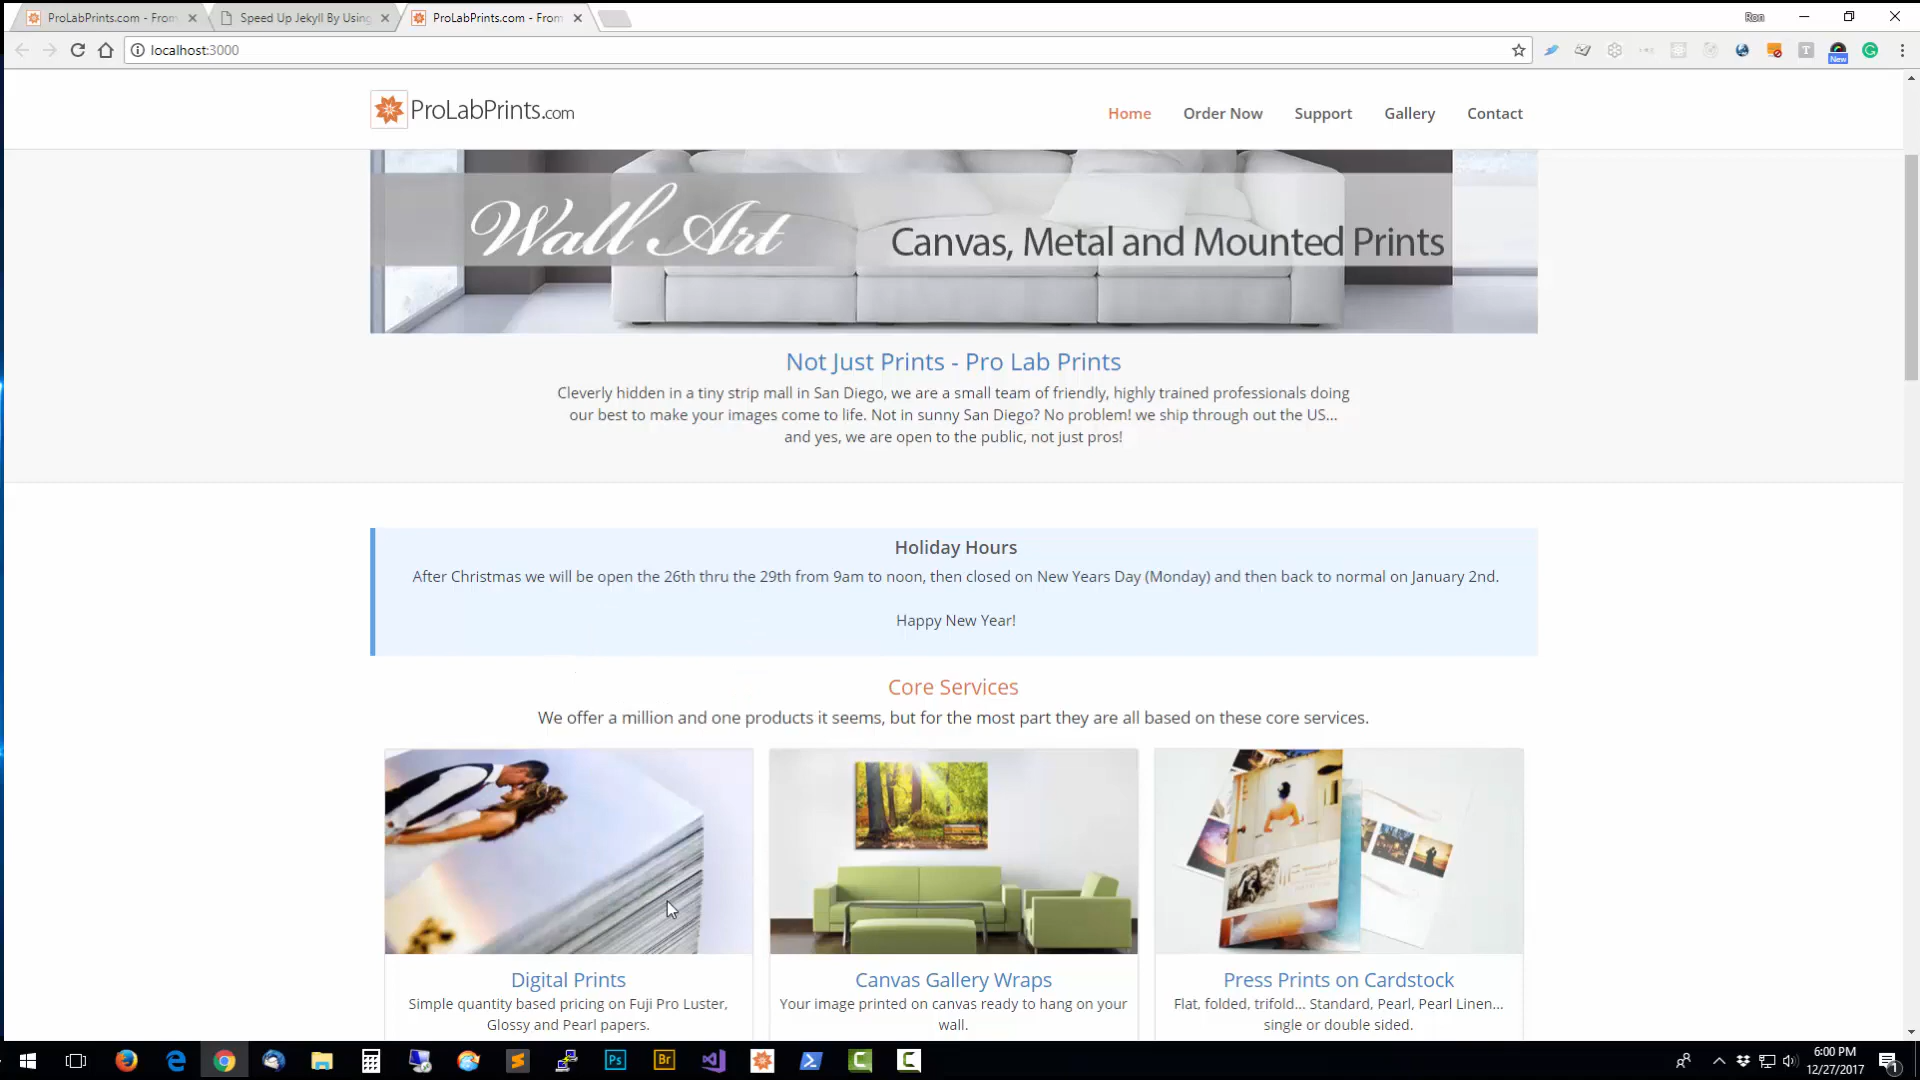 ProLabPrints.com - From
Speed Up Jekyll By Using
ProLabPrints.com - From
Ron
localhost:3000
T
New
G
ProLabPrints.com
Home
Order Now
Support
Gallery
Contact
Wall Art
Canvas, Metal and Mounted Prints
Not Just Prints - Pro Lab Prints
Cleverly hidden in a tiny strip mall in San Diego, we are a small team of friendly, highly trained professionals doing
our best to make your images come to life. Not in sunny San Diego? No problem! we ship through out the US...
and yes, we are open to the public, not just pros!
Holiday Hours
After Christmas we will be open the 26th thru the 29th from 9am to noon, then closed on New Years Day (Monday) and then back to normal on January 2nd.
Happy New Year!
Core Services
We offer a million and one products it seems, but for the most part they are all based on these core services.
Digital Prints
Simple quantity based pricing on Fuji Pro Luster,
Glossy and Pearl papers.
Canvas Gallery Wraps
Your image printed on canvas ready to hang on your
wall.
Press Prints on Cardstock
Flat, folded, trifold... Standard, Pearl, Pearl Linen...
single or double sided.
Ps
Br
6:00 PM
12/27/2017
1